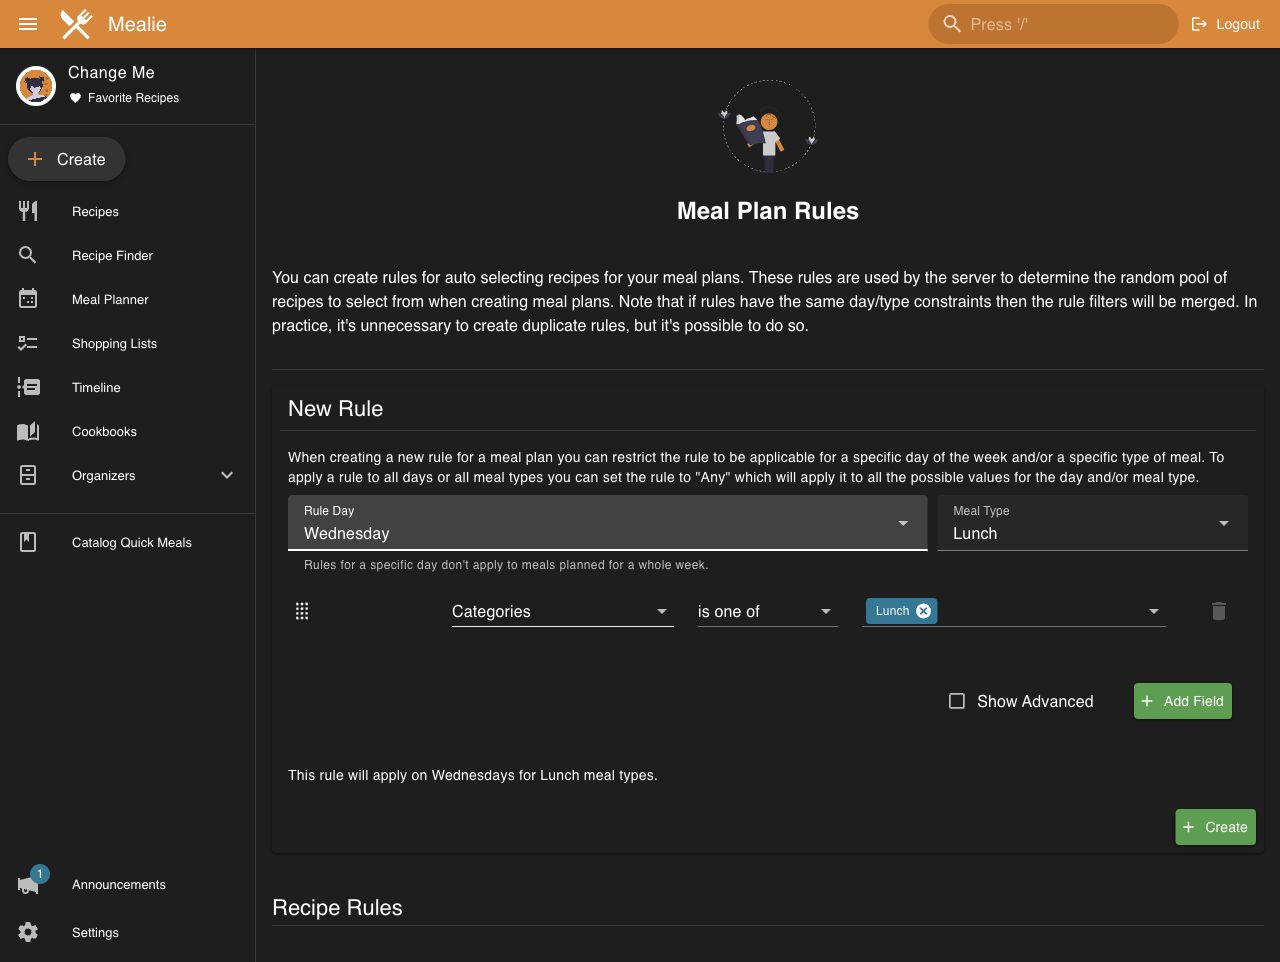 Mealie
Press '/'
Logout
Change Me
Favorite Recipes
Create
Recipes
Recipe Finder
Meal Planner
Shopping Lists
Timeline
Cookbooks
Organizers
Catalog Quick Meals
1
Announcements
Settings
Meal Plan Rules
You can create rules for auto selecting recipes for your meal plans. These rules are used by the server to determine the random pool of
recipes to select from when creating meal plans. Note that if rules have the same day/type constraints then the rule filters will be merged. In
practice, it's unnecessary to create duplicate rules, but it's possible to do so.
New Rule
When creating a new rule for a meal plan you can restrict the rule to be applicable for a specific day of the week and/or a specific type of meal. To
apply a rule to all days or all meal types you can set the rule to "Any" which will apply it to all the possible values for the day and/or meal type.
Rule Day
Wednesday
Meal Type
Lunch
Rules for a specific day don't apply to meals planned for a whole week.
Categories
is one of
Lunch
Show Advanced
Add Field
This rule will apply on Wednesdays for Lunch meal types.
Create
Recipe Rules